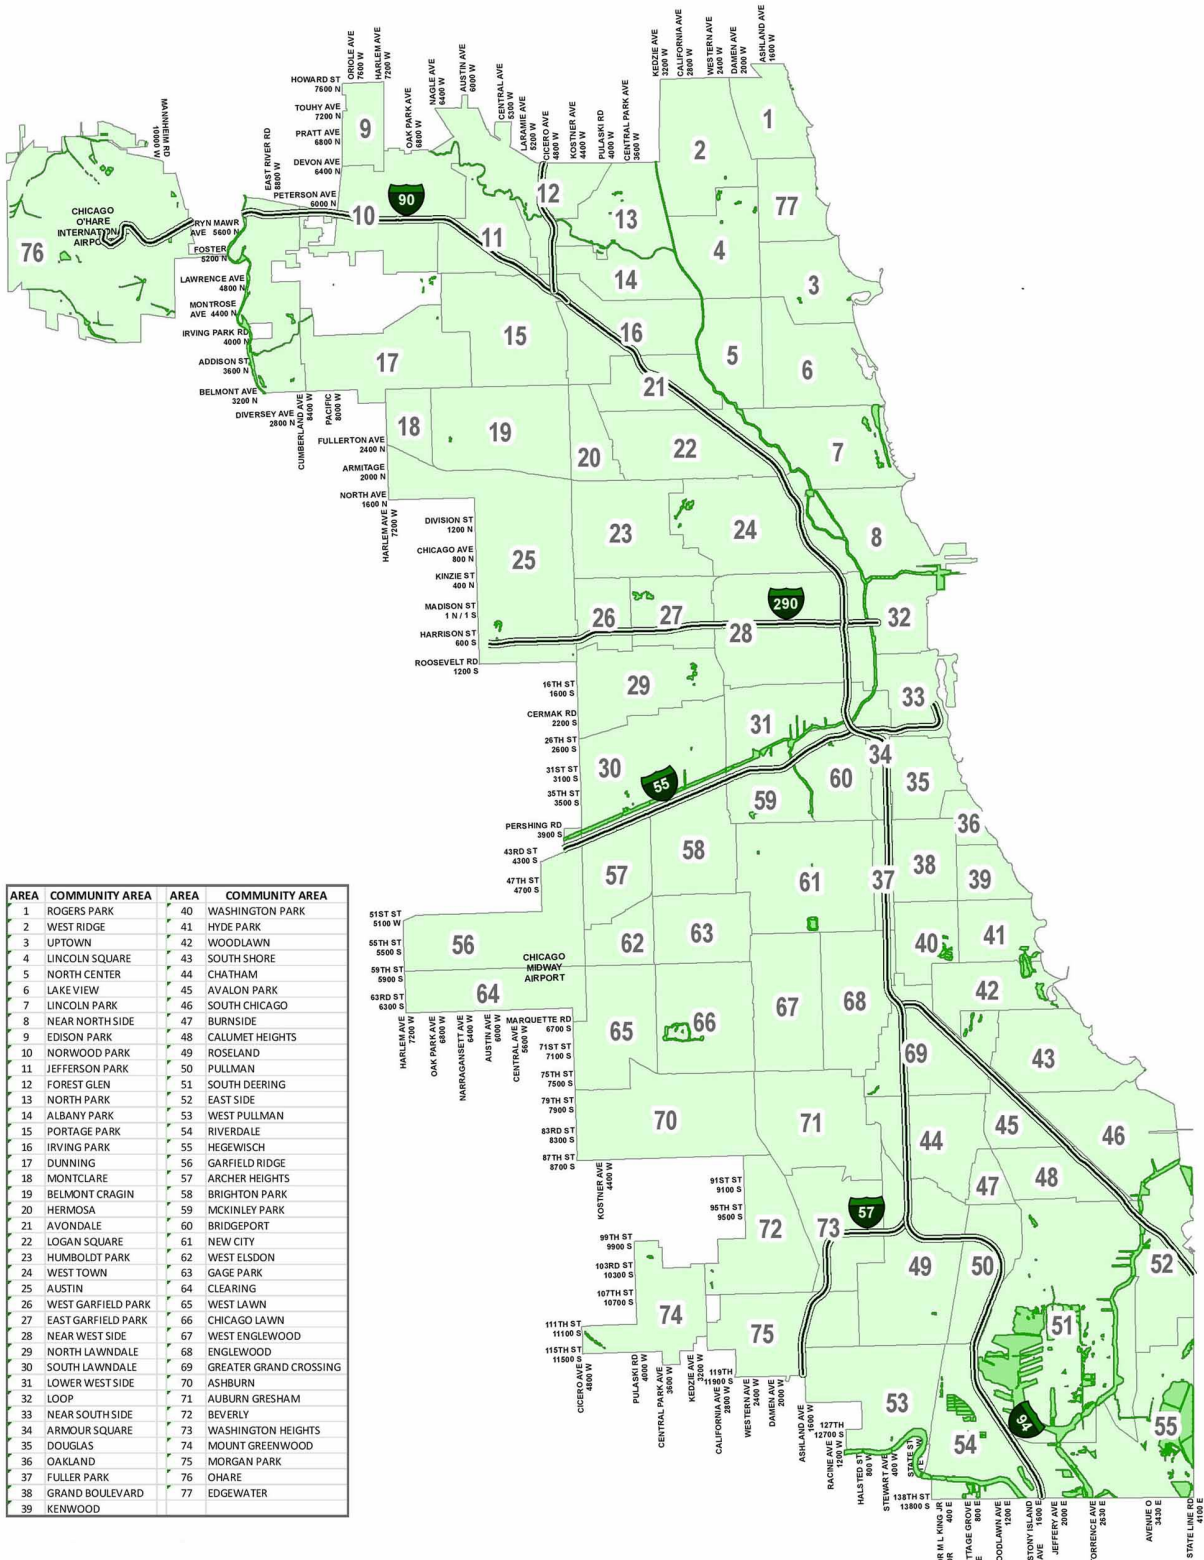 ORIOLE AVE
7600 W
HARLEM AVE
7200 W
OAK PARK AVE
6800 W
NAGLE AVE
6400 W
AUSTIN AVE
6000 W
CENTRAL AVE
5300 W
LARAMIE AVE
5200 W
CICERO AVE
4800 W
KOSTNER AVE
4400 W
PULASKI RD
4000 W
CENTRAL PARK AVE
3600 W
KEDZIE AVE
3200 W
CALIFORNIA AVE
2800 W
WESTERN AVE
2400 W
DAMEN AVE
2000 W
ASHLAND AVE
1600 W
HOWARD ST
7600 N
TOUHY AVE
7200 N
PRATT AVE
6800 N
DEVON AVE
6400 N
PETERSON AVE
6000 N
MANNHEIM RD
10000 W
EAST RIVER RD
8800 W
CHICAGO
O'HARE
INTERNATIONAL
AIRPORT
RYN MAWR
AVE 5600 N
FOSTER
5200 N
LAWRENCE AVE
4800 N
MONTROSE
AVE 4400 N
IRVING PARK RD
4000 N
ADDISON ST
3600 N
BELMONT AVE
3200 N
DIVERSEY AVE
2800 N
CUMBERLAND AVE
8400 W
PACIFIC
8000 W
FULLERTON AVE
2400 N
ARMITAGE
2000 N
NORTH AVE
1600 N
HARLEM AVE
7200 W
DIVISION ST
1200 N
CHICAGO AVE
800 N
KINZIE ST
400 N
MADISON ST
1 N / 1 S
HARRISON ST
600 S
ROOSEVELT RD
1200 S
16TH ST
1600 S
CERMAK RD
2200 S
26TH ST
2600 S
31ST ST
3100 S
35TH ST
3500 S
PERSHING RD
3900 S
43RD ST
4300 S
47TH ST
4700 S
51ST ST
5100 W
55TH ST
5500 S
59TH ST
5900 S
63RD ST
6300 S
CHICAGO
MIDWAY
AIRPORT
HARLEM AVE
7200 W
OAK PARK AVE
6800 W
NARRAGANSETT AVE
6400 W
AUSTIN AVE
6000 W
CENTRAL AVE
5600 W
MARQUETTE RD
6700 S
71ST ST
7100 S
75TH ST
7500 S
79TH ST
7900 S
83RD ST
8300 S
87TH ST
8700 S
KOSTNER AVE
4400 W
91ST ST
9100 S
95TH ST
9500 S
99TH ST
9900 S
103RD ST
10300 S
107TH ST
10700 S
111TH ST
11100 S
115TH ST
11500 S
CICERO AVE
4800 W
PULASKI RD
4000 W
CENTRAL PARK AVE
3600 W
KEDZIE AVE
3200 W
119TH
11900 S
CALIFORNIA AVE
2800 W
WESTERN AVE
2400 W
DAMEN AVE
2000 W
ASHLAND AVE
1600 W
127TH
12700 S
RACINE AVE
1200 W
HALSTED ST
800 W
STEWART AVE
400 W
STATE ST
138TH ST
13800 S
DR M L KING JR
DR 400 E
TTAGE GROVE
E 800 E
OODLAWN AVE
1200 E
STONY ISLAND
AVE 1600 E
JEFFERY AVE
2000 E
TORRENCE AVE
2630 E
AVENUE O
3430 E
STATE LINE RD
4100 E
9
1
2
12
77
13
10
90
11
4
76
14
3
15
16
5
17
21
6
18
19
20
22
7
23
24
8
25
26
27
290
28
32
29
33
31
34
30
55
60
35
59
36
57
58
61
37
38
39
56
62
63
40
41
64
42
67
68
65
66
69
43
70
71
44
45
46
47
48
57
72
73
49
50
52
74
75
51
53
94
54
55
AREA COMMUNITY AREA AREA COMMUNITY AREA
1 ROGERS PARK 40 WASHINGTON PARK
2 WEST RIDGE 41 HYDE PARK
3 UPTOWN 42 WOODLAWN
4 LINCOLN SQUARE 43 SOUTH SHORE
5 NORTH CENTER 44 CHATHAM
6 LAKE VIEW 45 AVALON PARK
7 LINCOLN PARK 46 SOUTH CHICAGO
8 NEAR NORTH SIDE 47 BURNSIDE
9 EDISON PARK 48 CALUMET HEIGHTS
10 NORWOOD PARK 49 ROSELAND
11 JEFFERSON PARK 50 PULLMAN
12 FOREST GLEN 51 SOUTH DEERING
13 NORTH PARK 52 EAST SIDE
14 ALBANY PARK 53 WEST PULLMAN
15 PORTAGE PARK 54 RIVERDALE
16 IRVING PARK 55 HEGEWISCH
17 DUNNING 56 GARFIELD RIDGE
18 MONTCLARE 57 ARCHER HEIGHTS
19 BELMONT CRAGIN 58 BRIGHTON PARK
20 HERMOSA 59 MCKINLEY PARK
21 AVONDALE 60 BRIDGEPORT
22 LOGAN SQUARE 61 NEW CITY
23 HUMBOLDT PARK 62 WEST ELSDON
24 WEST TOWN 63 GAGE PARK
25 AUSTIN 64 CLEARING
26 WEST GARFIELD PARK 65 WEST LAWN
27 EAST GARFIELD PARK 66 CHICAGO LAWN
28 NEAR WEST SIDE 67 WEST ENGLEWOOD
29 NORTH LAWNDALE 68 ENGLEWOOD
30 SOUTH LAWNDALE 69 GREATER GRAND CROSSING
31 LOWER WEST SIDE 70 ASHBURN
32 LOOP 71 AUBURN GRESHAM
33 NEAR SOUTH SIDE 72 BEVERLY
34 ARMOUR SQUARE 73 WASHINGTON HEIGHTS
35 DOUGLAS 74 MOUNT GREENWOOD
36 OAKLAND 75 MORGAN PARK
37 FULLER PARK 76 OHARE
38 GRAND BOULEVARD 77 EDGEWATER
39 KENWOOD